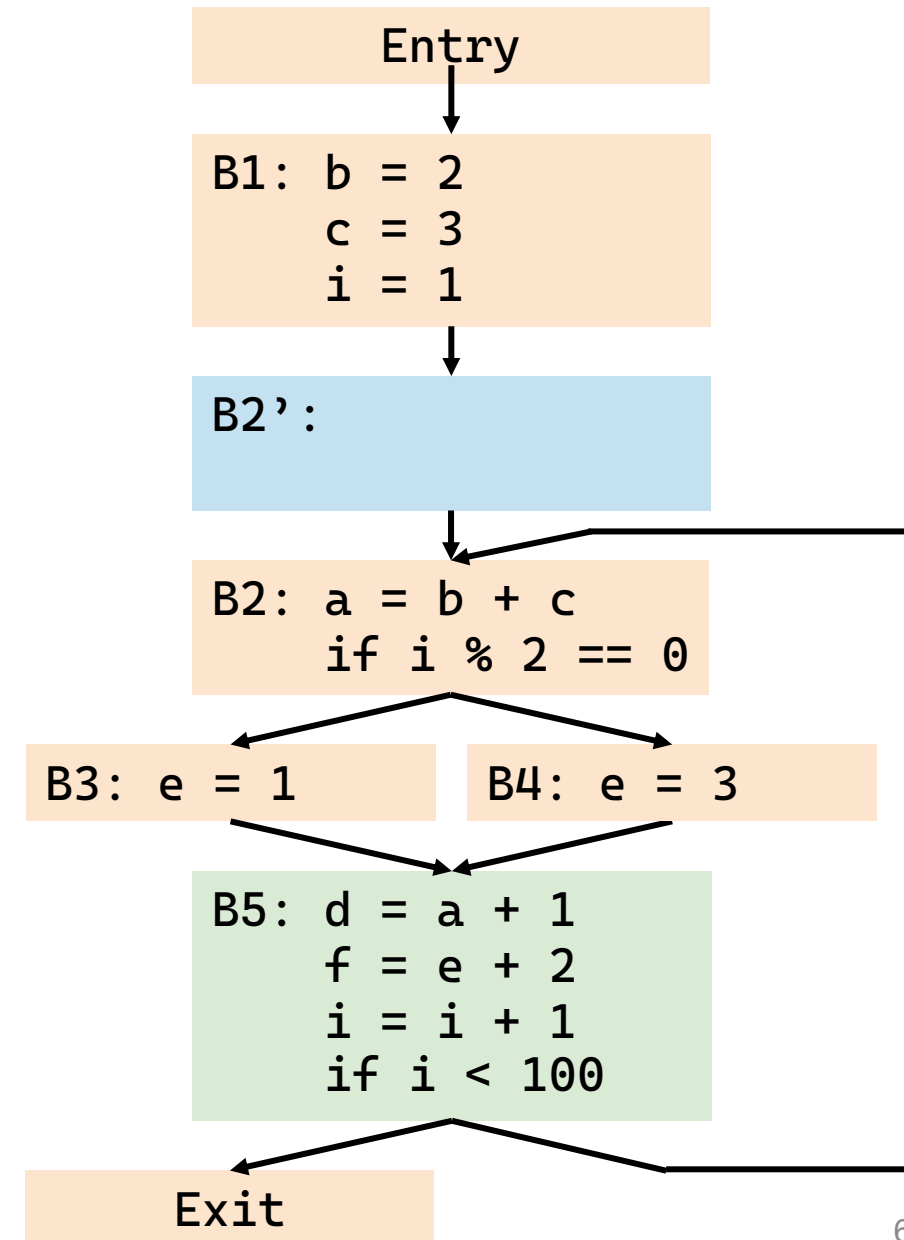 Entry
B1: b = 2
c = 3
i = 1
B2’:
B2: a = b + c
if i % 2 == 0
B3: e = 1
B4: e = 3
B5: d = a + 1
f = e + 2
i = i + 1
if i < 100
Exit
6